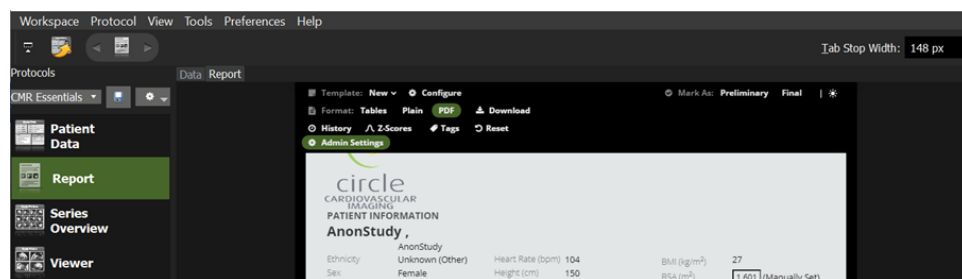 Workspace Protocol View Tools Preferences Help
Tab Stop Width: 148 px
Protocols
Data Report
CMR Essentials
Template: New Configure
Mark As: Preliminary Final
Format: Tables Plain PDF Download
History Z-Scores Tags Reset
Admin Settings
Patient
Data
Report
Series
Overview
Viewer
circle
CARDIOVASCULAR
IMAGING
PATIENT INFORMATION
AnonStudy ,
AnonStudy
Ethnicity Unknown (Other) Heart Rate (bpm) 104 BMI (kg/m²) 27
Sex Female Height (cm) 150 BSA (m²) 1.601 (Manually Set)